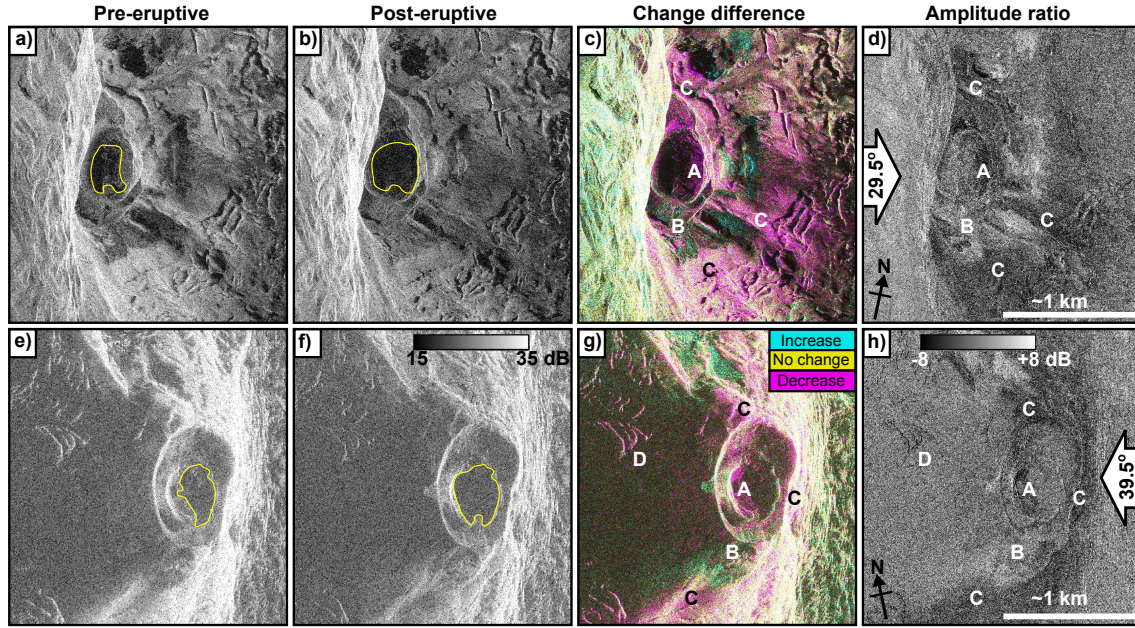 Pre-eruptive Post-eruptive Change difference Amplitude ratio
a) b) c) d)
C C
29.5°
A A
B C B C
C C
N
~1 km
e) f) g) h)
15 35 dB
Increase
No change
Decrease
-8 +8 dB
C C
D D
39.5°
A C A C
B B
C C
N
~1 km